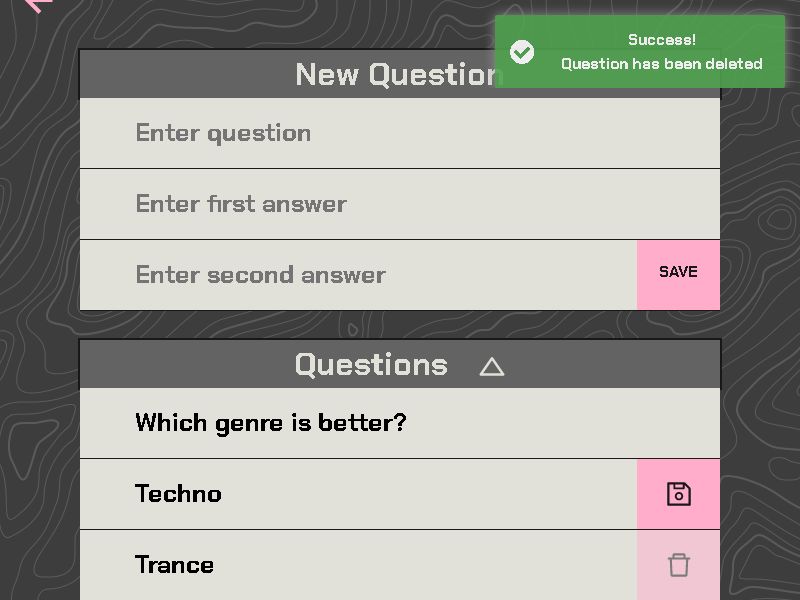 Success!
Question has been deleted
New Question
Enter question
Enter first answer
Enter second answer
SAVE
Questions
Which genre is better?
Techno
Trance